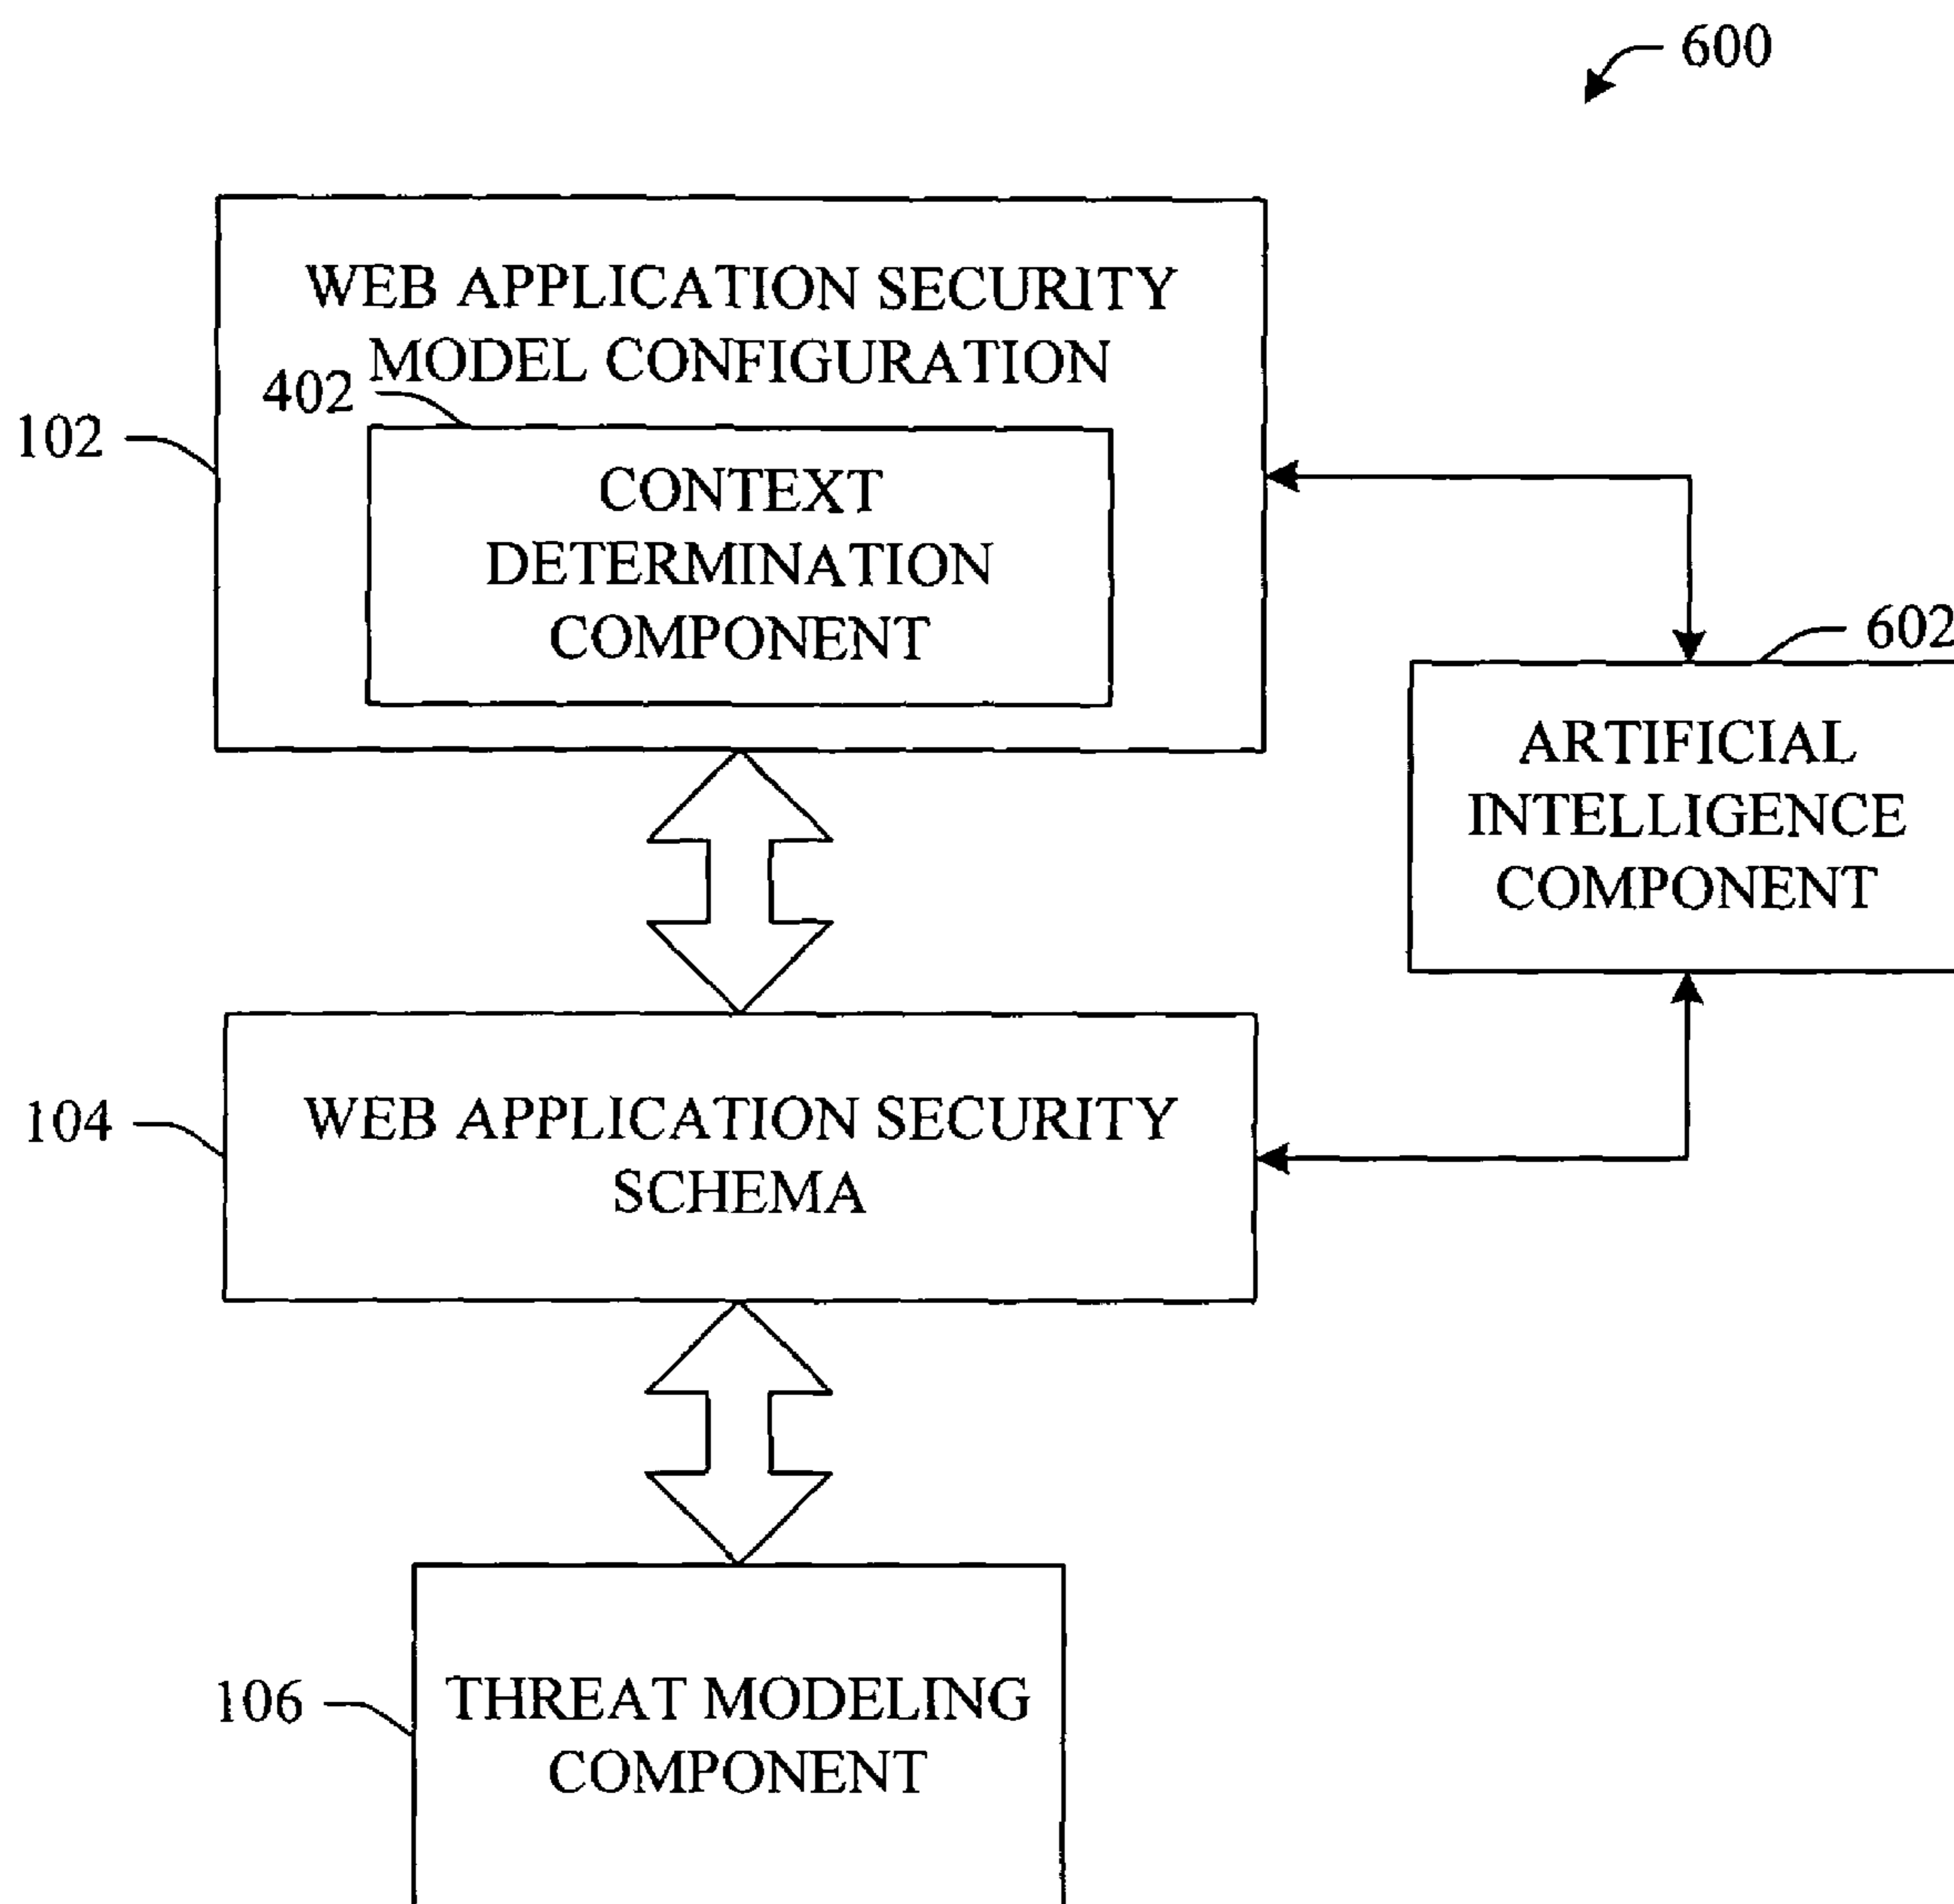 600
WEB APPLICATION SECURITY
MODEL CONFIGURATION
402
102
CONTEXT
DETERMINATION
COMPONENT
602
ARTIFICIAL
INTELLIGENCE
COMPONENT
104
WEB APPLICATION SECURITY
SCHEMA
106
THREAT MODELING
COMPONENT